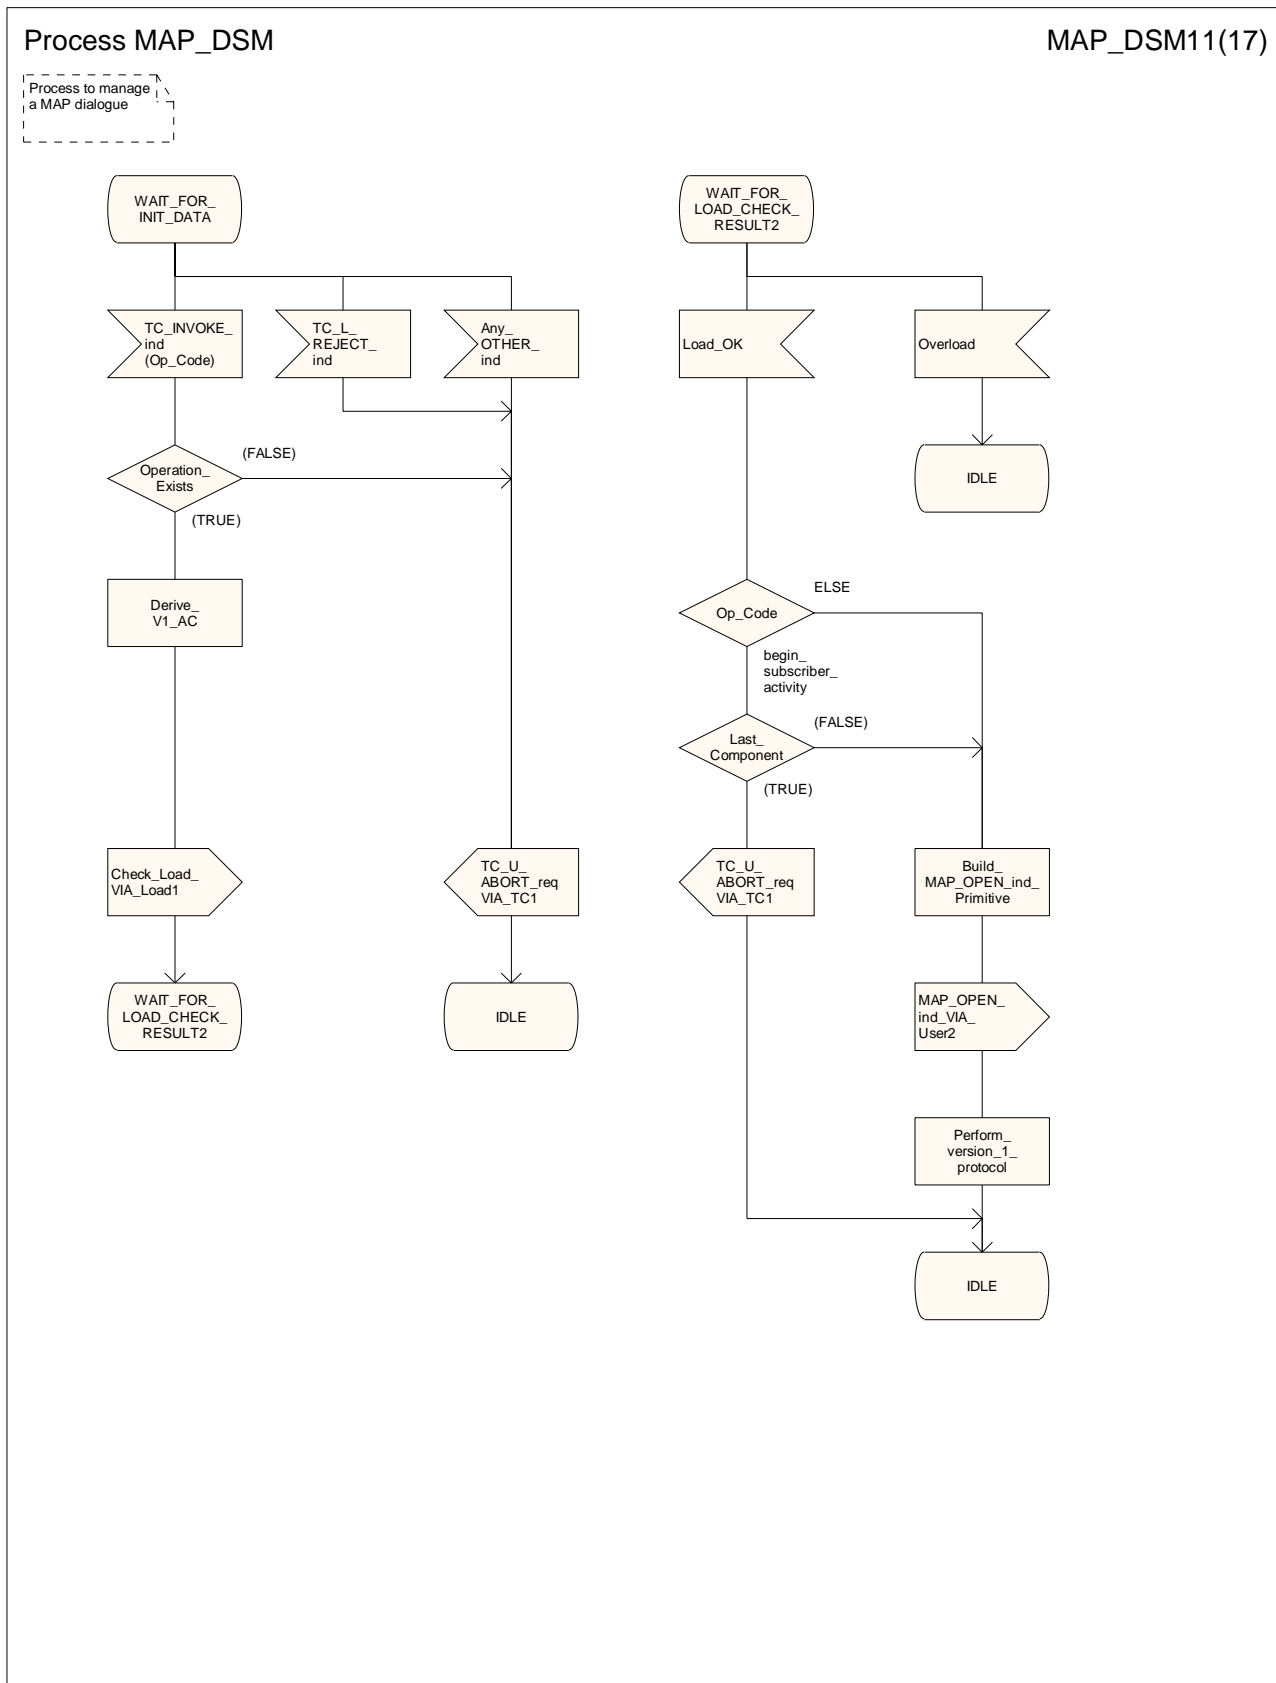 Process MAP_DSM
MAP_DSM11(17)
Process to manage
a MAP dialogue
WAIT_FOR_
INIT_DATA
TC_INVOKE_
ind
(Op_Code)
TC_L_
REJECT_
ind
Any_
OTHER_
ind
Operation_
Exists
(FALSE)
(TRUE)
Derive_
V1_AC
Check_Load_
VIA_Load1
TC_U_
ABORT_req
VIA_TC1
WAIT_FOR_
LOAD_CHECK_
RESULT2
IDLE
WAIT_FOR_
LOAD_CHECK_
RESULT2
Load_OK
Overload
IDLE
Op_Code
ELSE
begin_
subscriber_
activity
Last_
Component
(FALSE)
(TRUE)
TC_U_
ABORT_req
VIA_TC1
Build_
MAP_OPEN_ind_
Primitive
MAP_OPEN_
ind_VIA_
User2
Perform_
version_1_
protocol
IDLE